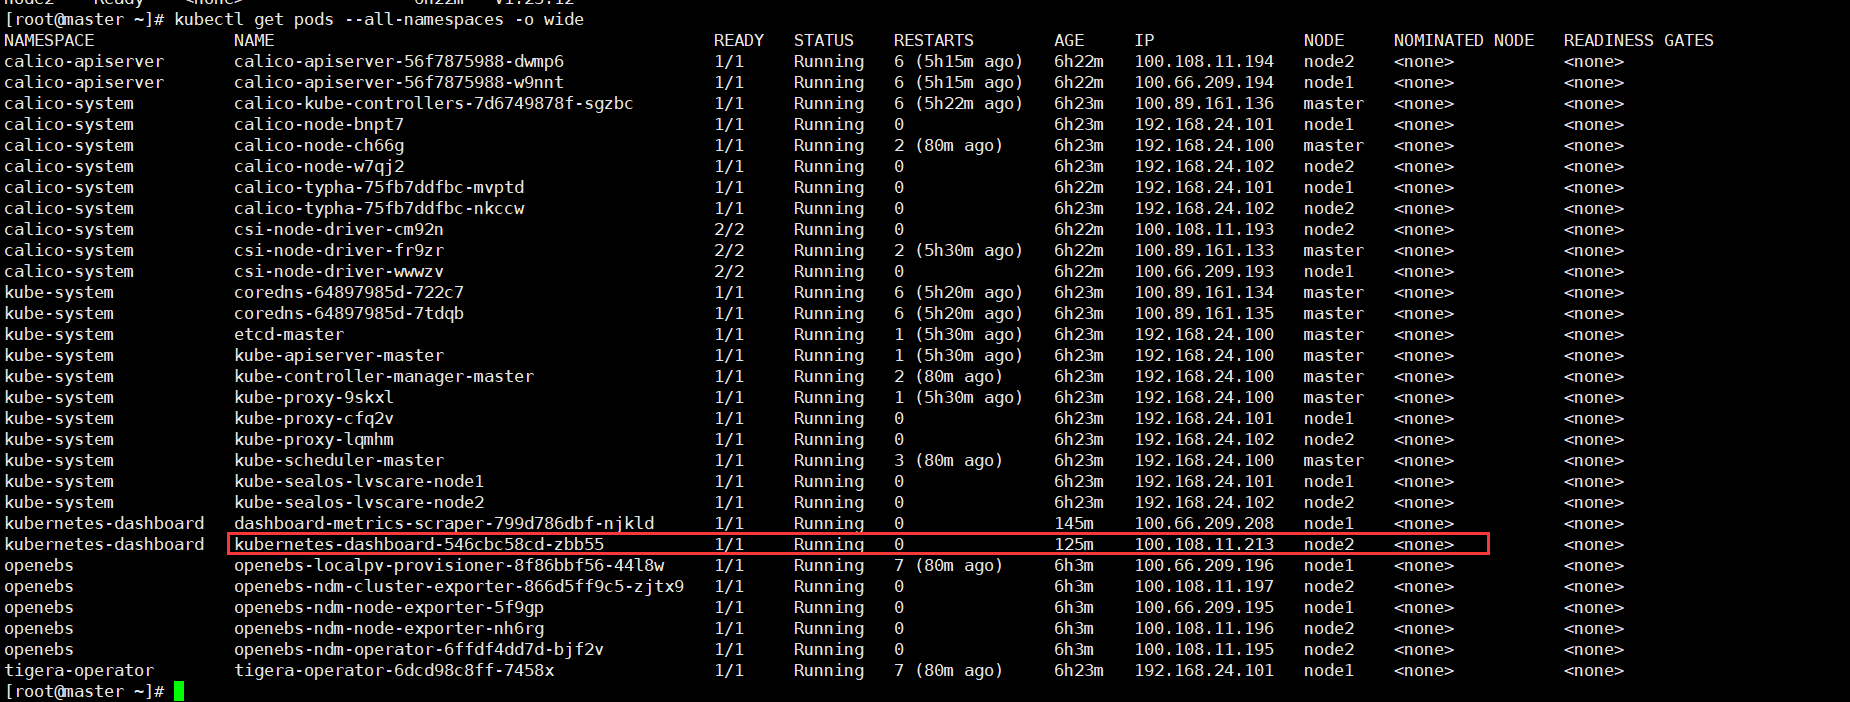 [root@master ~]# kubectl get pods --all-namespaces -o wide
NAMESPACE NAME READY STATUS RESTARTS AGE IP NODE NOMINATED NODE READINESS GATES
calico-apiserver calico-apiserver-56f7875988-dwmp6 1/1 Running 6 (5h15m ago) 6h22m 100.108.11.194 node2 <none> <none>
calico-apiserver calico-apiserver-56f7875988-w9nnt 1/1 Running 6 (5h15m ago) 6h22m 100.66.209.194 node1 <none> <none>
calico-system calico-kube-controllers-7d6749878f-sgzbc 1/1 Running 6 (5h22m ago) 6h23m 100.89.161.136 master <none> <none>
calico-system calico-node-bnpt7 1/1 Running 0 6h23m 192.168.24.101 node1 <none> <none>
calico-system calico-node-ch66g 1/1 Running 2 (80m ago) 6h23m 192.168.24.100 master <none> <none>
calico-system calico-node-w7qj2 1/1 Running 0 6h23m 192.168.24.102 node2 <none> <none>
calico-system calico-typha-75fb7ddfbc-mvptd 1/1 Running 0 6h22m 192.168.24.101 node1 <none> <none>
calico-system calico-typha-75fb7ddfbc-nkccw 1/1 Running 0 6h23m 192.168.24.102 node2 <none> <none>
calico-system csi-node-driver-cm92n 2/2 Running 0 6h22m 100.108.11.193 node2 <none> <none>
calico-system csi-node-driver-fr9zr 2/2 Running 2 (5h30m ago) 6h22m 100.89.161.133 master <none> <none>
calico-system csi-node-driver-wwwzv 2/2 Running 0 6h22m 100.66.209.193 node1 <none> <none>
kube-system coredns-64897985d-722c7 1/1 Running 6 (5h20m ago) 6h23m 100.89.161.134 master <none> <none>
kube-system coredns-64897985d-7tdqb 1/1 Running 6 (5h20m ago) 6h23m 100.89.161.135 master <none> <none>
kube-system etcd-master 1/1 Running 1 (5h30m ago) 6h23m 192.168.24.100 master <none> <none>
kube-system kube-apiserver-master 1/1 Running 1 (5h30m ago) 6h23m 192.168.24.100 master <none> <none>
kube-system kube-controller-manager-master 1/1 Running 2 (80m ago) 6h23m 192.168.24.100 master <none> <none>
kube-system kube-proxy-9skxl 1/1 Running 1 (5h30m ago) 6h23m 192.168.24.100 master <none> <none>
kube-system kube-proxy-cfq2v 1/1 Running 0 6h23m 192.168.24.101 node1 <none> <none>
kube-system kube-proxy-lqmhm 1/1 Running 0 6h23m 192.168.24.102 node2 <none> <none>
kube-system kube-scheduler-master 1/1 Running 3 (80m ago) 6h23m 192.168.24.100 master <none> <none>
kube-system kube-sealos-lvscare-node1 1/1 Running 0 6h23m 192.168.24.101 node1 <none> <none>
kube-system kube-sealos-lvscare-node2 1/1 Running 0 6h23m 192.168.24.102 node2 <none> <none>
kubernetes-dashboard dashboard-metrics-scraper-799d786dbf-njkld 1/1 Running 0 145m 100.66.209.208 node1 <none> <none>
kubernetes-dashboard kubernetes-dashboard-546cbc58cd-zbb55 1/1 Running 0 125m 100.108.11.213 node2 <none> <none>
openebs openebs-localpv-provisioner-8f86bbf56-44l8w 1/1 Running 7 (80m ago) 6h3m 100.66.209.196 node1 <none> <none>
openebs openebs-ndm-cluster-exporter-866d5ff9c5-zjtx9 1/1 Running 0 6h3m 100.108.11.197 node2 <none> <none>
openebs openebs-ndm-node-exporter-5f9gp 1/1 Running 0 6h3m 100.66.209.195 node1 <none> <none>
openebs openebs-ndm-node-exporter-nh6rg 1/1 Running 0 6h3m 100.108.11.196 node2 <none> <none>
openebs openebs-ndm-operator-6ffdf4dd7d-bjf2v 1/1 Running 0 6h3m 100.108.11.195 node2 <none> <none>
tigera-operator tigera-operator-6dcd98c8ff-7458x 1/1 Running 7 (80m ago) 6h23m 192.168.24.101 node1 <none> <none>
[root@master ~]#